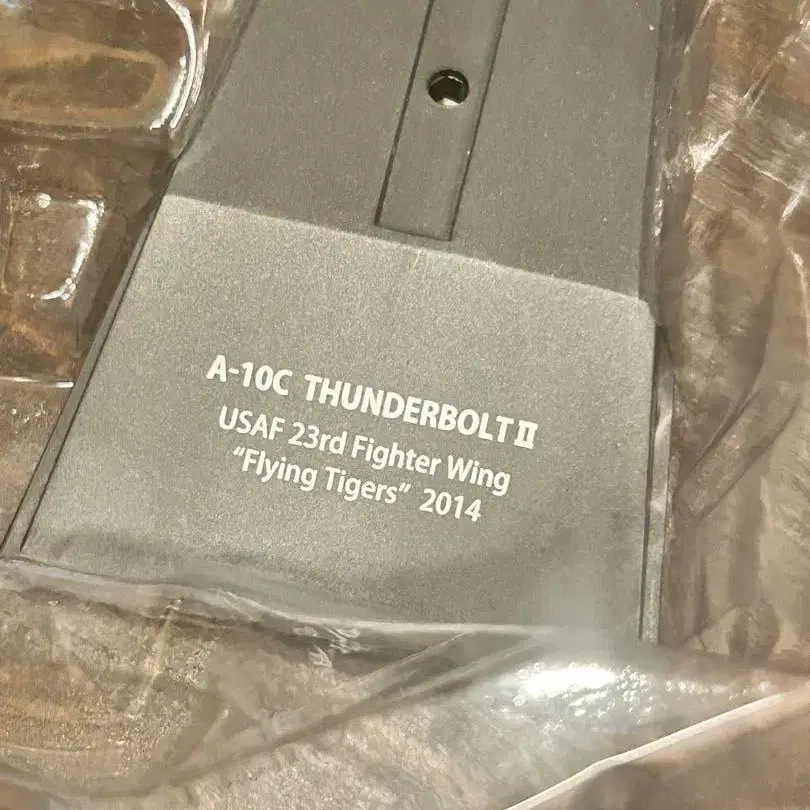 A-10C THUNDERBOLT II
USAF 23rd Fighter Wing
“Flying Tigers” 2014